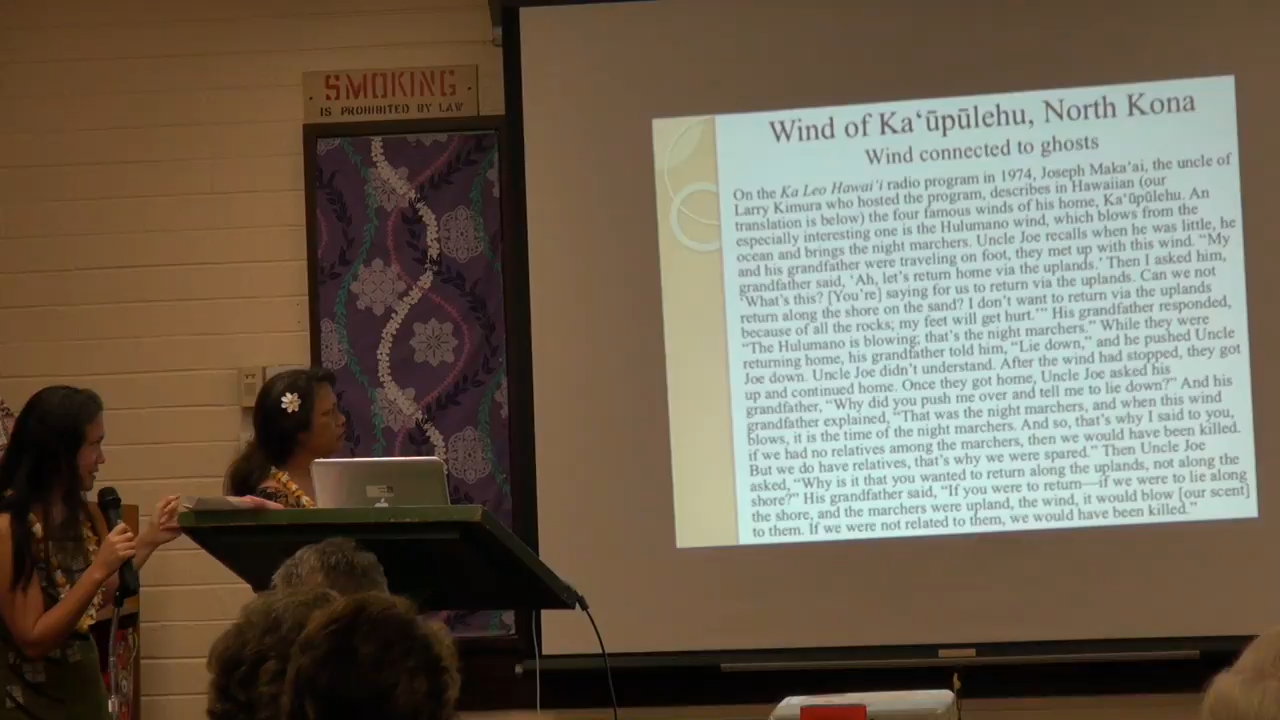 SMOKING
IS PROHIBITED BY LAW
Wind of Kaʻūpūlehu, North Kona
Wind connected to ghosts
On the Ka Leo Hawaiʻi radio program in 1974, Joseph Makaʻai, the uncle of
Larry Kimura who hosted the program, describes in Hawaiian (our
translation is below) the four famous winds of his home, Kaʻūpūlehu. An
especially interesting one is the Hulumano wind, which blows from the
ocean and brings the night marchers. Uncle Joe recalls when he was little, he
and his grandfather were traveling on foot, they met up with this wind. “My
grandfather said, ‘Ah, let’s return home via the uplands.’ Then I asked him,
‘What’s this? [You’re] saying for us to return via the uplands. Can we not
return along the shore on the sand? I don’t want to return via the uplands
because of all the rocks; my feet will get hurt.’” His grandfather responded,
“The Hulumano is blowing; that’s the night marchers.” While they were
returning home, his grandfather told him, “Lie down,” and he pushed Uncle
Joe down. Uncle Joe didn’t understand. After the wind had stopped, they got
up and continued home. Once they got home, Uncle Joe asked his
grandfather, “Why did you push me over and tell me to lie down?” And his
grandfather explained, “That was the night marchers, and when this wind
blows, it is the time of the night marchers. And so, that’s why I said to you,
if we had no relatives among the marchers, then we would have been killed.
But we do have relatives, that’s why we were spared.” Then Uncle Joe
asked, “Why is it that you wanted to return along the uplands, not along the
shore?” His grandfather said, “If you were to return—if we were to lie along
the shore, and the marchers were upland, the wind, it would blow [our scent]
to them. If we were not related to them, we would have been killed.”